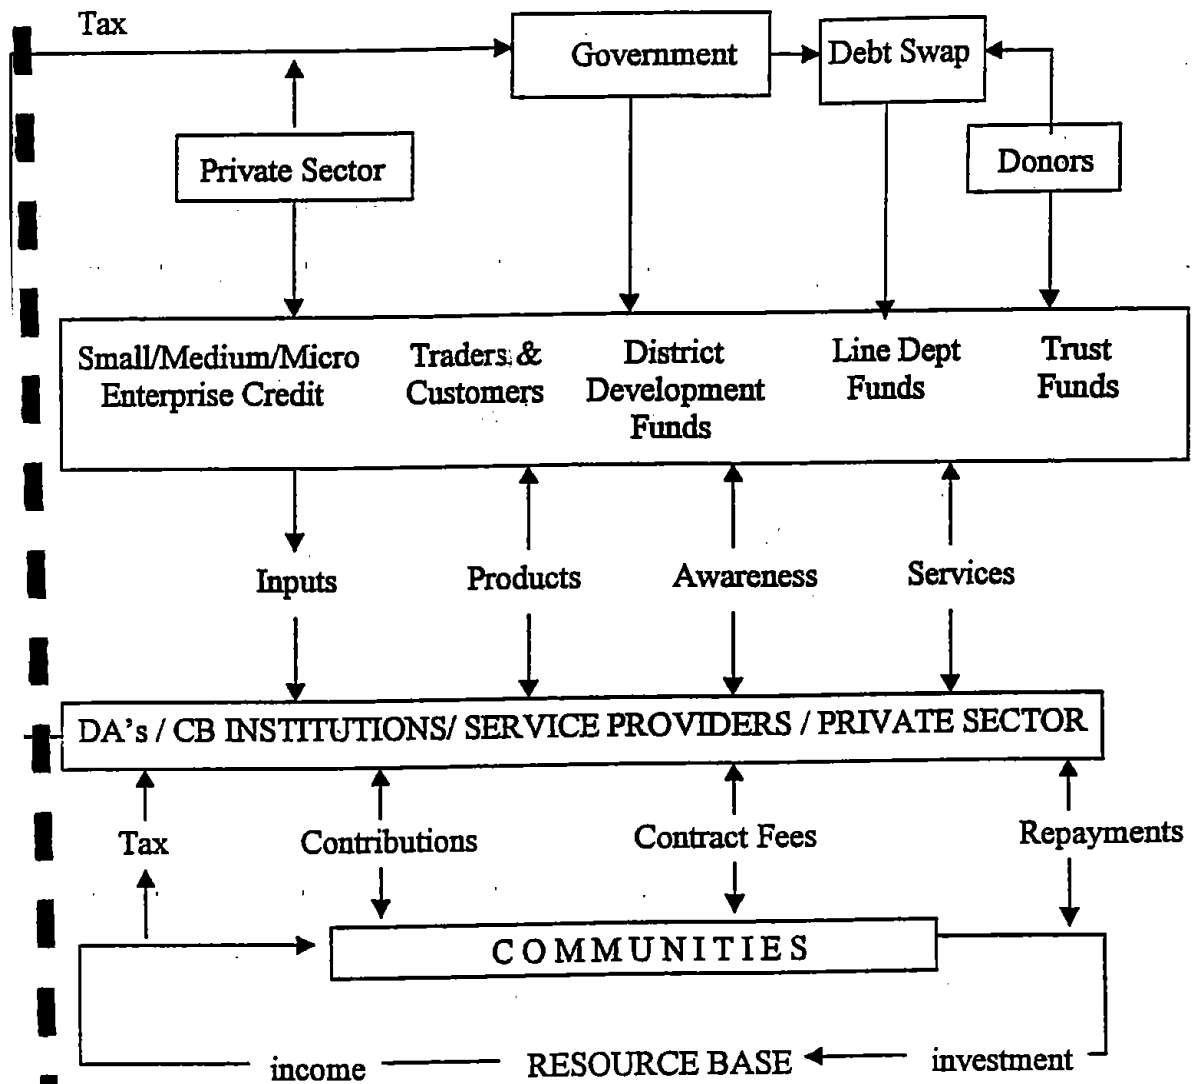 Tax
Government
Debt Swap
Private Sector
Donors
Small/Medium/Micro
Enterprise Credit
Traders &
Customers
District
Development
Funds
Line Dept
Funds
Trust
Funds
Inputs
Products
Awareness
Services
DA's / CB INSTITUTIONS/ SERVICE PROVIDERS / PRIVATE SECTOR
Tax
Contributions
Contract Fees
Repayments
COMMUNITIES
income
RESOURCE BASE
investment